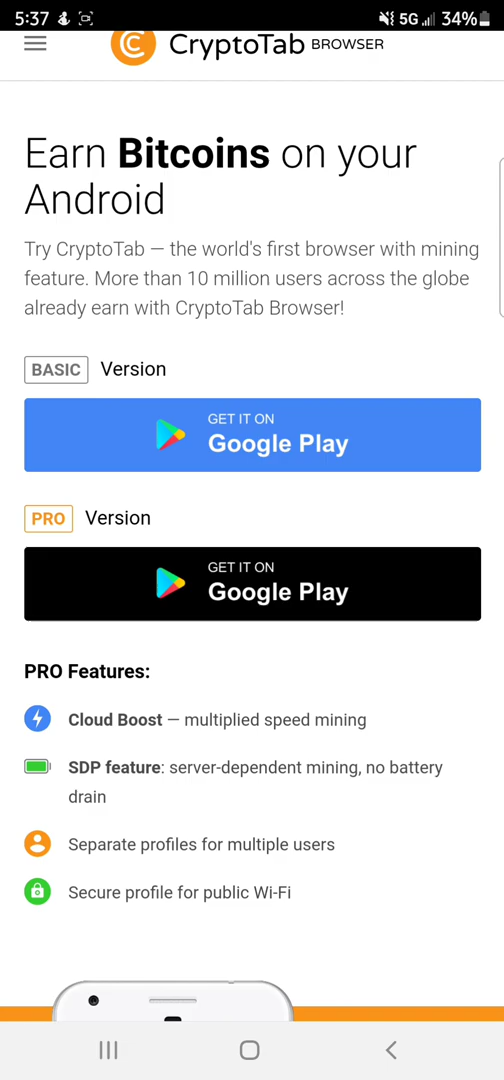 5:37 5G 34%
CryptoTab BROWSER
Earn Bitcoins on your
Android
Try CryptoTab — the world's first browser with mining
feature. More than 10 million users across the globe
already earn with CryptoTab Browser!
BASIC Version
GET IT ON
Google Play
PRO Version
GET IT ON
Google Play
PRO Features:
Cloud Boost — multiplied speed mining
SDP feature: server-dependent mining, no battery
drain
Separate profiles for multiple users
Secure profile for public Wi-Fi